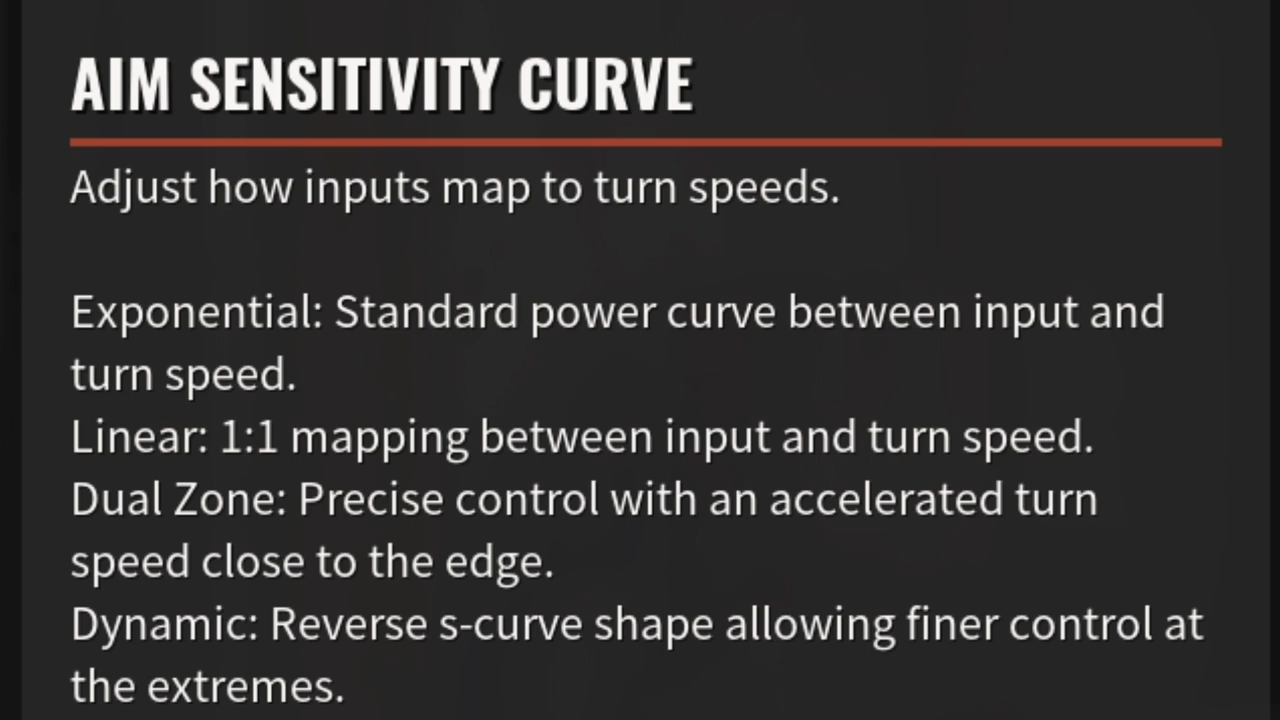 AIM SENSITIVITY CURVE
Adjust how inputs map to turn speeds.
Exponential: Standard power curve between input and
turn speed.
Linear: 1:1 mapping between input and turn speed.
Dual Zone: Precise control with an accelerated turn
speed close to the edge.
Dynamic: Reverse s-curve shape allowing finer control at
the extremes.